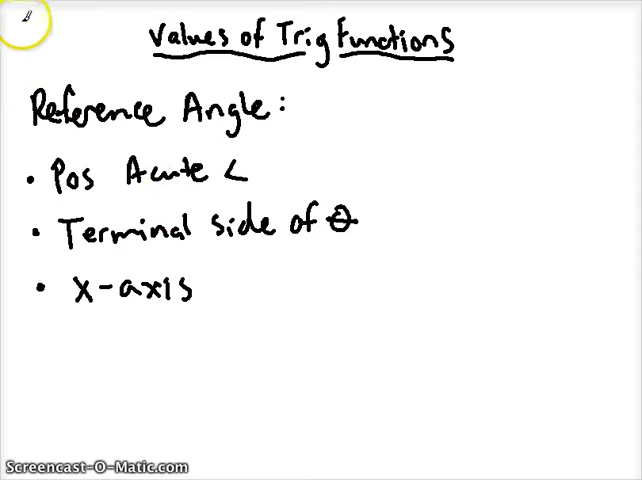 Values of Trig Functions
Reference Angle:
• Pos Acute <
• Terminal side of θ
• X-axis
Screencast-O-Matic.com